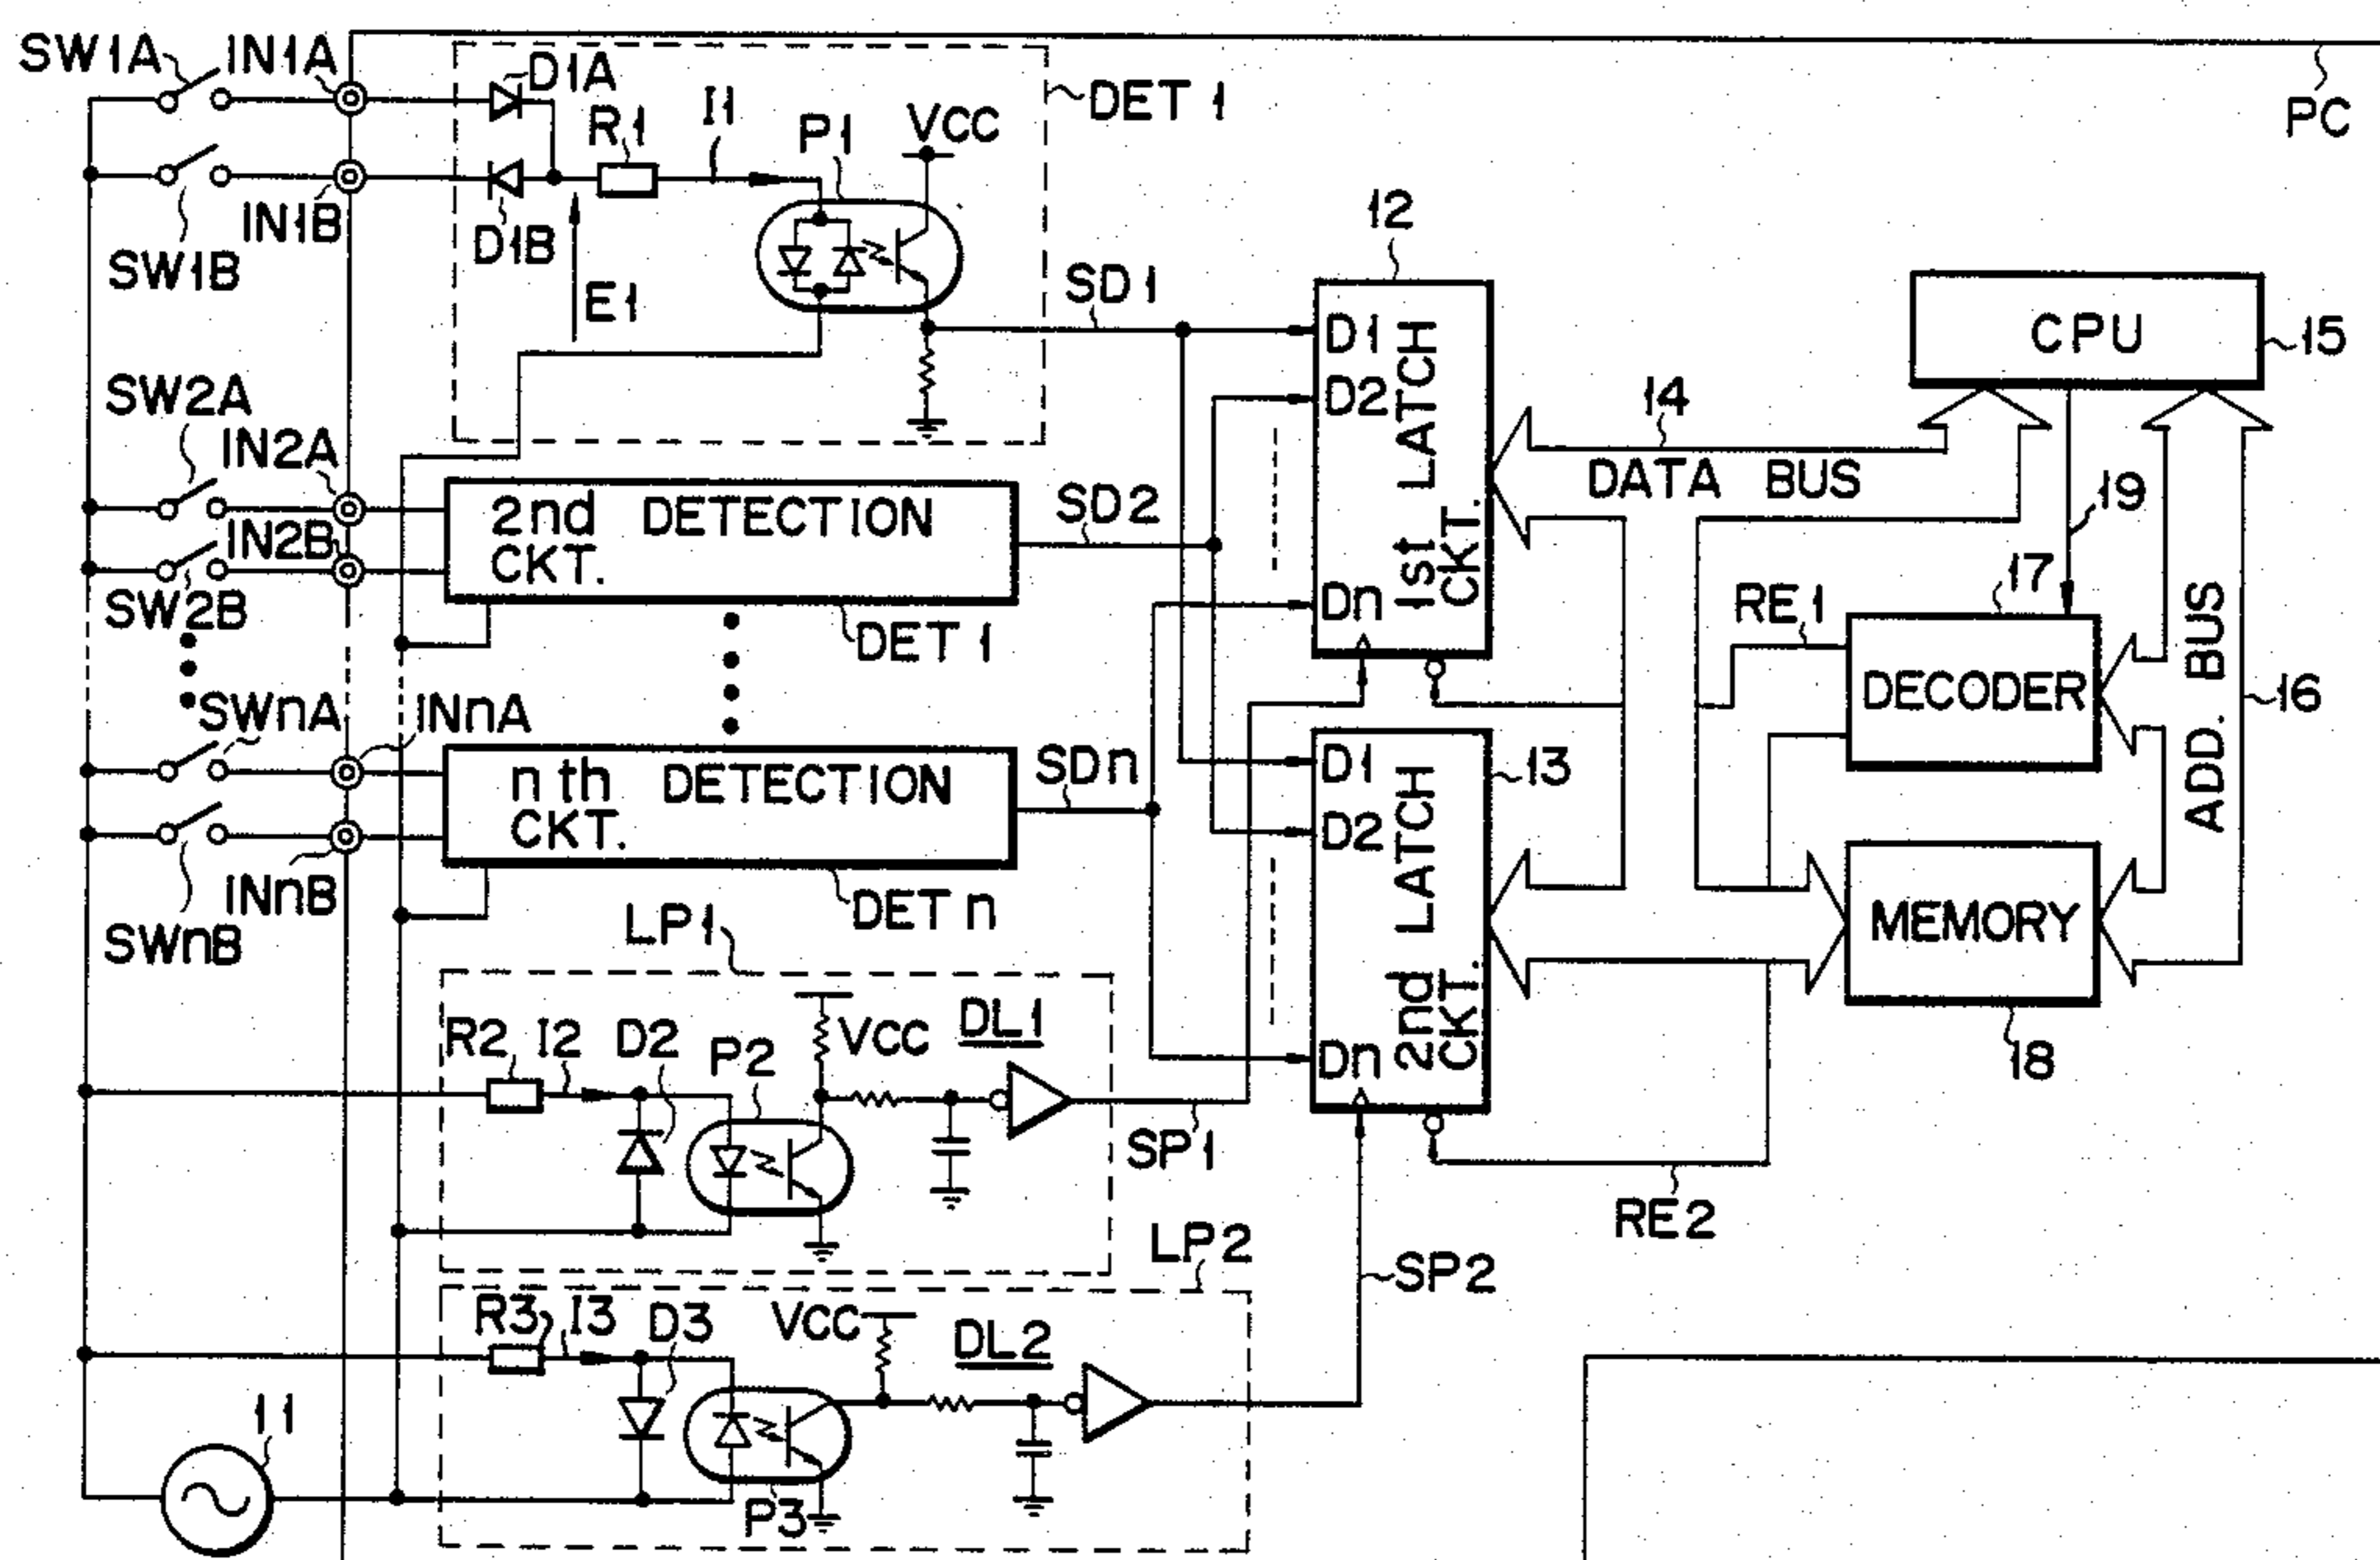 SW1A
IN1A
D1A
DET 1
PC
R1
I1
P1
VCC
IN1B
SW1B
D1B
E1
12
SD1
D1
D2
Dn
1st LATCH
CKT.
CPU
15
14
DATA BUS
19
SW2A
IN2A
IN2B
SW2B
2nd DETECTION
CKT.
SD2
DET 1
RE1
17
DECODER
ADD. BUS
16
SWnA
INnA
n th DETECTION
CKT.
SDn
INnB
SWnB
DET n
D1
D2
Dn
2nd LATCH
CKT.
13
MEMORY
18
LP1
R2
I2
D2
P2
VCC
DL1
SP1
RE2
LP2
SP2
R3
I3
D3
VCC
DL2
P3
11